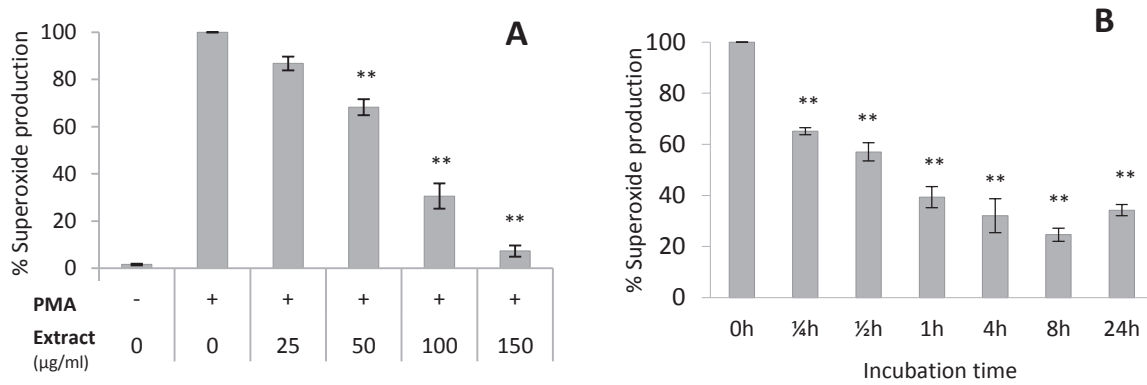 A
% Superoxide production
100
80
60
40
20
0
**
**
**
PMA - + + + + +
Extract
(µg/ml)
0 0 25 50 100 150
B
% Superoxide production
100
80
60
40
20
0
**
**
**
**
**
**
0h ¼h ½h 1h 4h 8h 24h
Incubation time